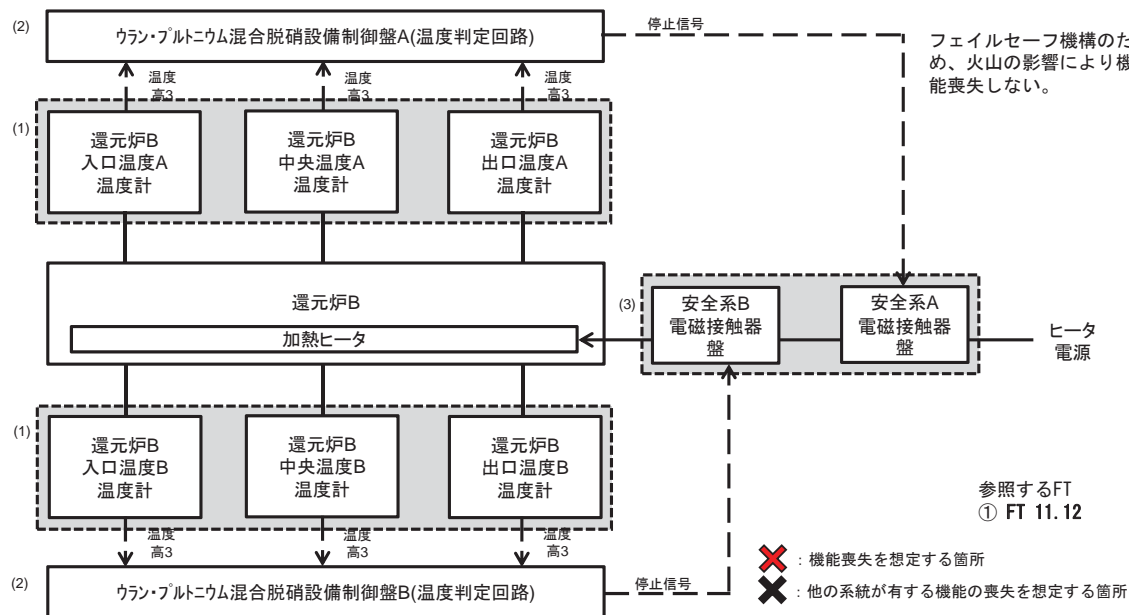 (2)
ウラン・プルトニウム混合脱硝設備制御盤A(温度判定回路)
停止信号
フェイルセーフ機構のた
め、火山の影響により機
能喪失しない。
温度
高3
温度
高3
温度
高3
(1)
還元炉B
入口温度A
温度計
還元炉B
中央温度A
温度計
還元炉B
出口温度A
温度計
還元炉B
加熱ヒータ
(3)
安全系B
電磁接触器
盤
安全系A
電磁接触器
盤
ヒータ
電源
(1)
還元炉B
入口温度B
温度計
還元炉B
中央温度B
温度計
還元炉B
出口温度B
温度計
温度
高3
温度
高3
温度
高3
(2)
ウラン・プルトニウム混合脱硝設備制御盤B(温度判定回路)
停止信号
参照するFT
① FT 11.12
：機能喪失を想定する箇所
：他の系統が有する機能の喪失を想定する箇所